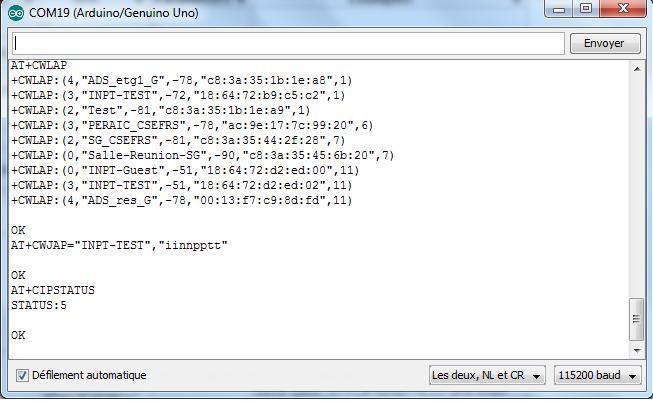 COM19 (Arduino/Genuino Uno)
Envoyer
AT+CWLAP
+CWLAP:(4,"ADS_etg1_G",-78,"c8:3a:35:1b:1e:a8",1)
+CWLAP:(3,"INPT-TEST",-72,"18:64:72:b9:c5:c2",1)
+CWLAP:(2,"Test",-81,"c8:3a:35:1b:1e:a9",1)
+CWLAP:(3,"PERAIC_CSEFRS",-78,"ac:9e:17:7c:99:20",6)
+CWLAP:(2,"SG_CSEFRS",-81,"c8:3a:35:44:2f:28",7)
+CWLAP:(0,"Salle-Reunion-SG",-90,"c8:3a:35:45:6b:20",7)
+CWLAP:(0,"INPT-Guest",-51,"18:64:72:d2:ed:00",11)
+CWLAP:(3,"INPT-TEST",-51,"18:64:72:d2:ed:02",11)
+CWLAP:(4,"ADS_res_G",-78,"00:13:f7:c9:8d:fd",11)
OK
AT+CWJAP="INPT-TEST","iinnpptt"
OK
AT+CIPSTATUS
STATUS:5
OK
Défilement automatique
Les deux, NL et CR
115200 baud